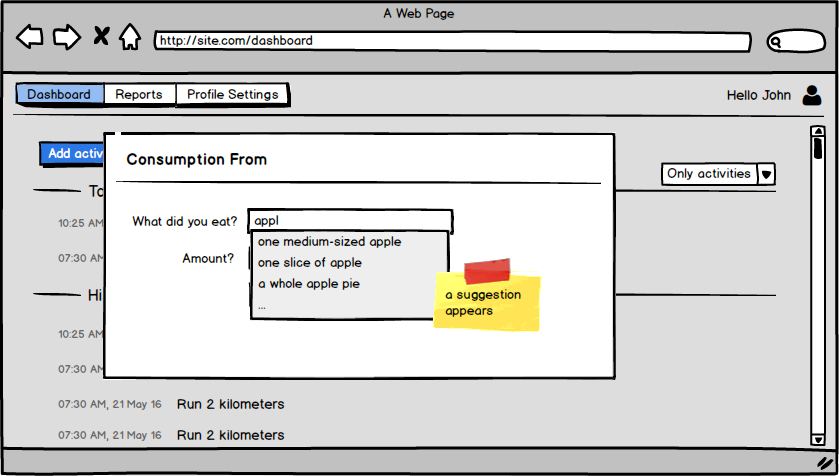 A Web Page
http://site.com/dashboard
Dashboard Reports Profile Settings
Hello John
Add activ
Only activities
To
10:25 AM
07:30 AM
Hi
10:25 AM
07:30 AM
Consumption From
What did you eat? appl
one medium-sized apple
Amount?
one slice of apple
a whole apple pie
...
a suggestion
appears
07:30 AM, 21 May 16 Run 2 kilometers
07:30 AM, 21 May 16 Run 2 kilometers